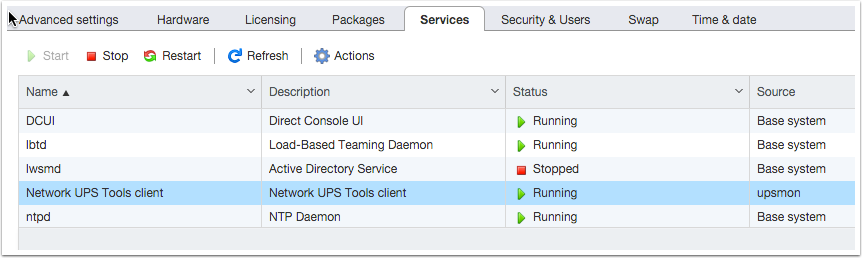 Advanced settings Hardware Licensing Packages Services Security & Users Swap Time & date
Start Stop Restart Refresh Actions
Name Description Status Source
DCUI Direct Console UI Running Base system
lbtd Load-Based Teaming Daemon Running Base system
lwsmd Active Directory Service Stopped Base system
Network UPS Tools client Network UPS Tools client Running upsmon
ntpd NTP Daemon Running Base system